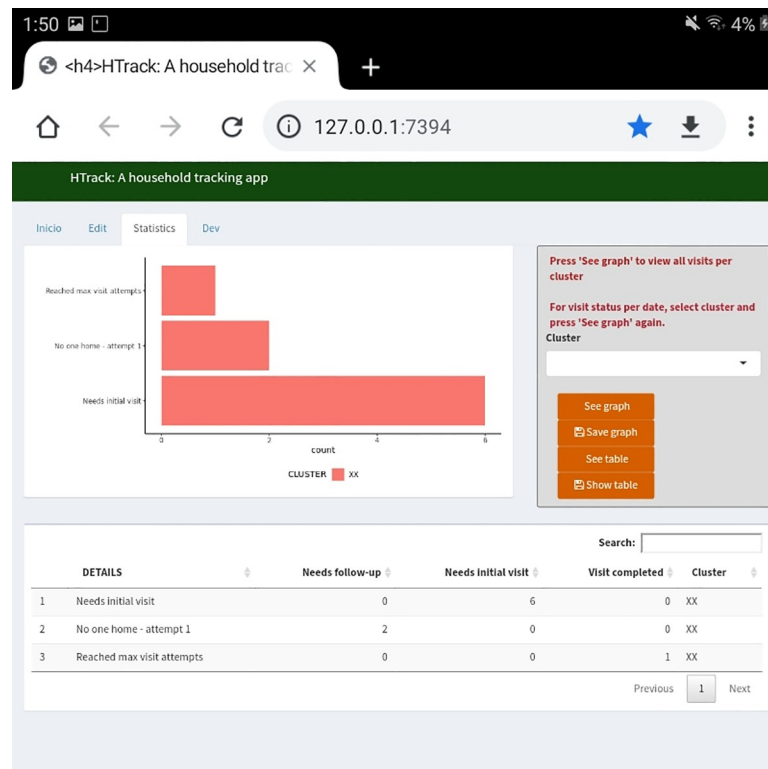 1:50 4%
<h4>HTrack: A household trac
127.0.0.1:7394
HTrack: A household tracking app
Inicio Edit Statistics Dev
Reached max visit attempts
No one home - attempt 1
Needs initial visit
0 2 4 6
count
CLUSTER XX
Press 'See graph' to view all visits per
cluster
For visit status per date, select cluster and
press 'See graph' again.
Cluster
See graph
Save graph
See table
Show table
Search:
DETAILS Needs follow-up Needs initial visit Visit completed Cluster
1 Needs initial visit 0 6 0 XX
2 No one home - attempt 1 2 0 0 XX
3 Reached max visit attempts 0 0 1 XX
Previous 1 Next